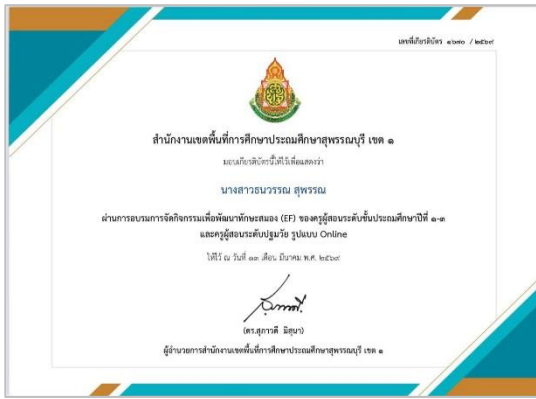 เลขที่เกียรติบัตร
สำนักงานเขตพื้นที่การศึกษาประถมศึกษาสุพรรณบุรี เขต ๑
มอบเกียรติบัตรนี้ให้ไว้เพื่อแสดงว่า
นางสาวธนวรรณ สุพรรณ
ผ่านการอบรมการจัดกิจกรรมเพื่อพัฒนาทักษะสมอง (EF) ของครูผู้สอนระดับชั้นประถมศึกษาปีที่ ๑-๓
และครูผู้สอนระดับปฐมวัย รูปแบบ Online
ให้ไว้ ณ วันที่ ๑๓ เดือน มีนาคม พ.ศ.
(ดร.สุภาวดี มิสุนา)
ผู้อำนวยการสำนักงานเขตพื้นที่การศึกษาประถมศึกษาสุพรรณบุรี เขต ๑